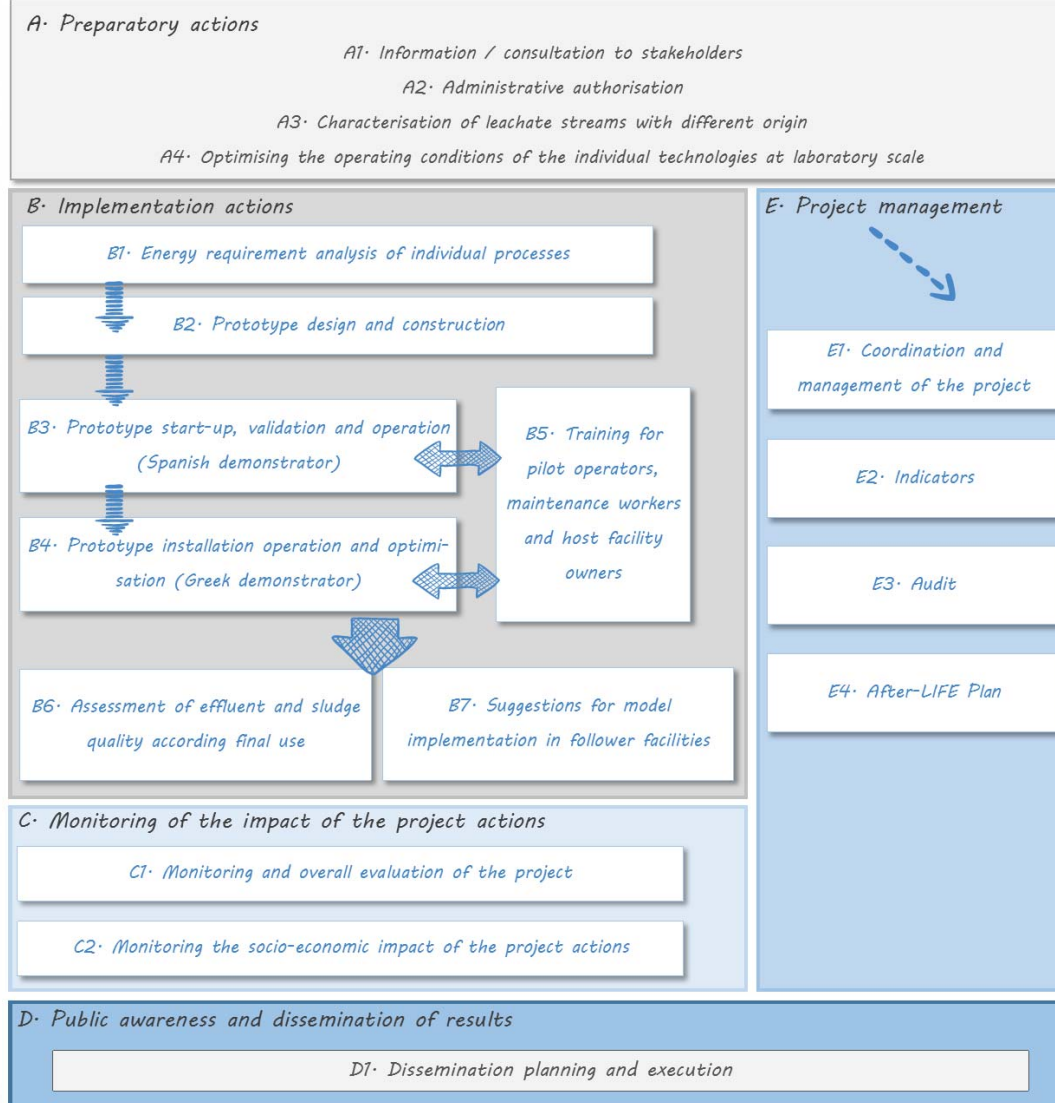 A. Preparatory actions
A1. Information / consultation to stakeholders
A2. Administrative authorisation
A3. Characterisation of leachate streams with different origin
A4. Optimising the operating conditions of the individual technologies at laboratory scale
B. Implementation actions
B1. Energy requirement analysis of individual processes
B2. Prototype design and construction
B3. Prototype start-up, validation and operation
(Spanish demonstrator)
B4. Prototype installation operation and optimi-
sation (Greek demonstrator)
B5. Training for
pilot operators,
maintenance workers
and host facility
owners
B6. Assessment of effluent and sludge
quality according final use
B7. Suggestions for model
implementation in follower facilities
E. Project management
E1. Coordination and
management of the project
E2. Indicators
E3. Audit
E4. After-LIFE Plan
C. Monitoring of the impact of the project actions
C1. Monitoring and overall evaluation of the project
C2. Monitoring the socio-economic impact of the project actions
D. Public awareness and dissemination of results
D1. Dissemination planning and execution